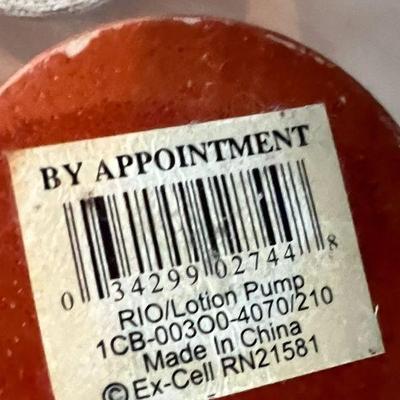 BY APPOINTMENT
0 34299 02744 8
RIO/Lotion Pump
1CB-003O0-4070/210
Made In China
©Ex-Cell RN21581